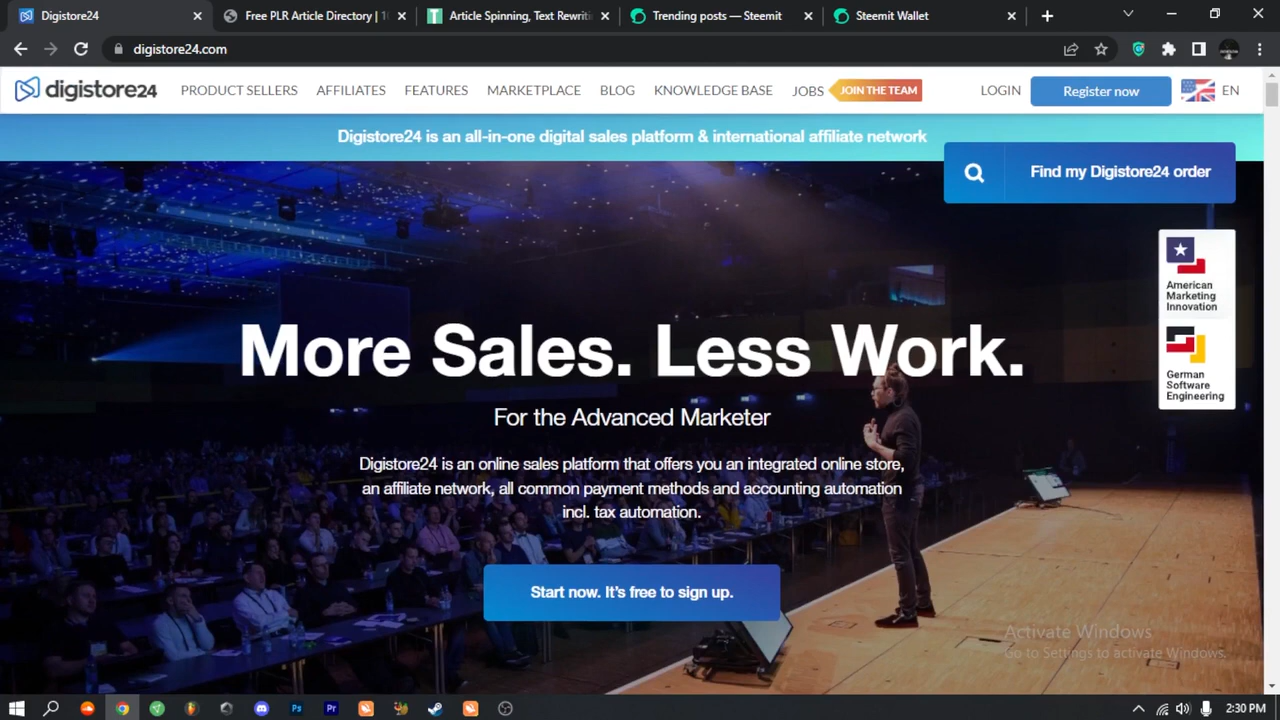 Digistore24
Free PLR Article Directory | 1
Article Spinning, Text Rewriti
Trending posts — Steemit
Steemit Wallet
digistore24.com
digistore24
PRODUCT SELLERS
AFFILIATES
FEATURES
MARKETPLACE
BLOG
KNOWLEDGE BASE
JOBS
JOIN THE TEAM
LOGIN
Register now
EN
Digistore24 is an all-in-one digital sales platform & international affiliate network
Find my Digistore24 order
American
Marketing
Innovation
German
Software
Engineering
More Sales. Less Work.
For the Advanced Marketer
Digistore24 is an online sales platform that offers you an integrated online store,
an affiliate network, all common payment methods and accounting automation
incl. tax automation.
Start now. It's free to sign up.
Activate Windows
Go to Settings to activate Windows.
Ps
Pr
2:30 PM